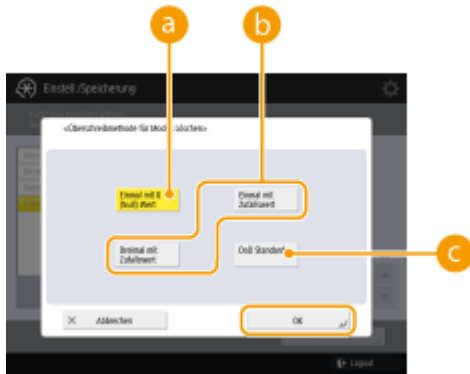 a
b
Einstell./Speicherung
<Überschreibmethode für Modus Löschen>
Einmal mit 0
(Null) Wert
Einmal mit
Zufallswert
Dreimal mit
Zufallswert
DoD Standard
c
× Abbrechen
OK
Logout